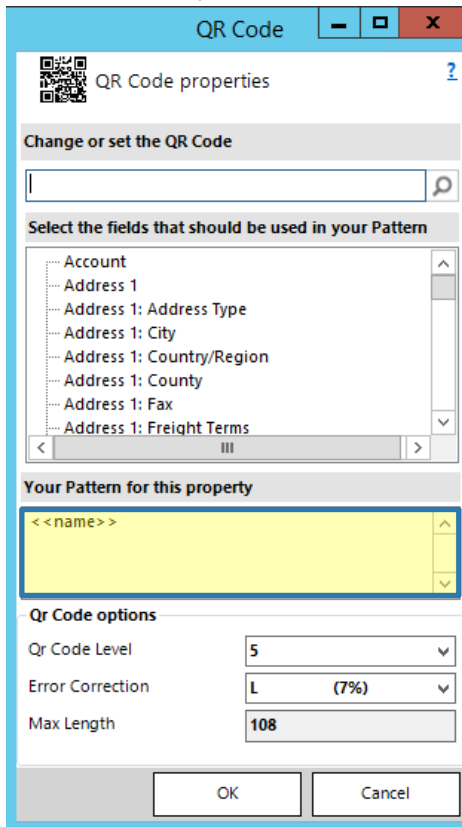 QR Code
x
QR Code properties
?
Change or set the QR Code
Select the fields that should be used in your Pattern
Account
Address 1
Address 1: Address Type
Address 1: City
Address 1: Country/Region
Address 1: County
Address 1: Fax
Address 1: Freight Terms
Your Pattern for this property
<<name>>
Qr Code options
Qr Code Level 5
Error Correction L (7%)
Max Length 108
OK Cancel